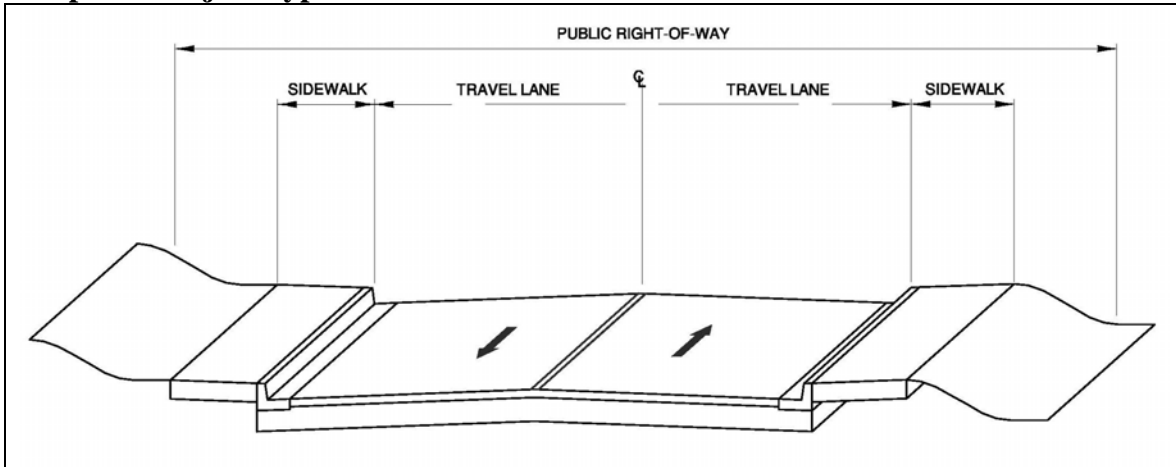 PUBLIC RIGHT-OF-WAY
℄
SIDEWALK TRAVEL LANE TRAVEL LANE SIDEWALK